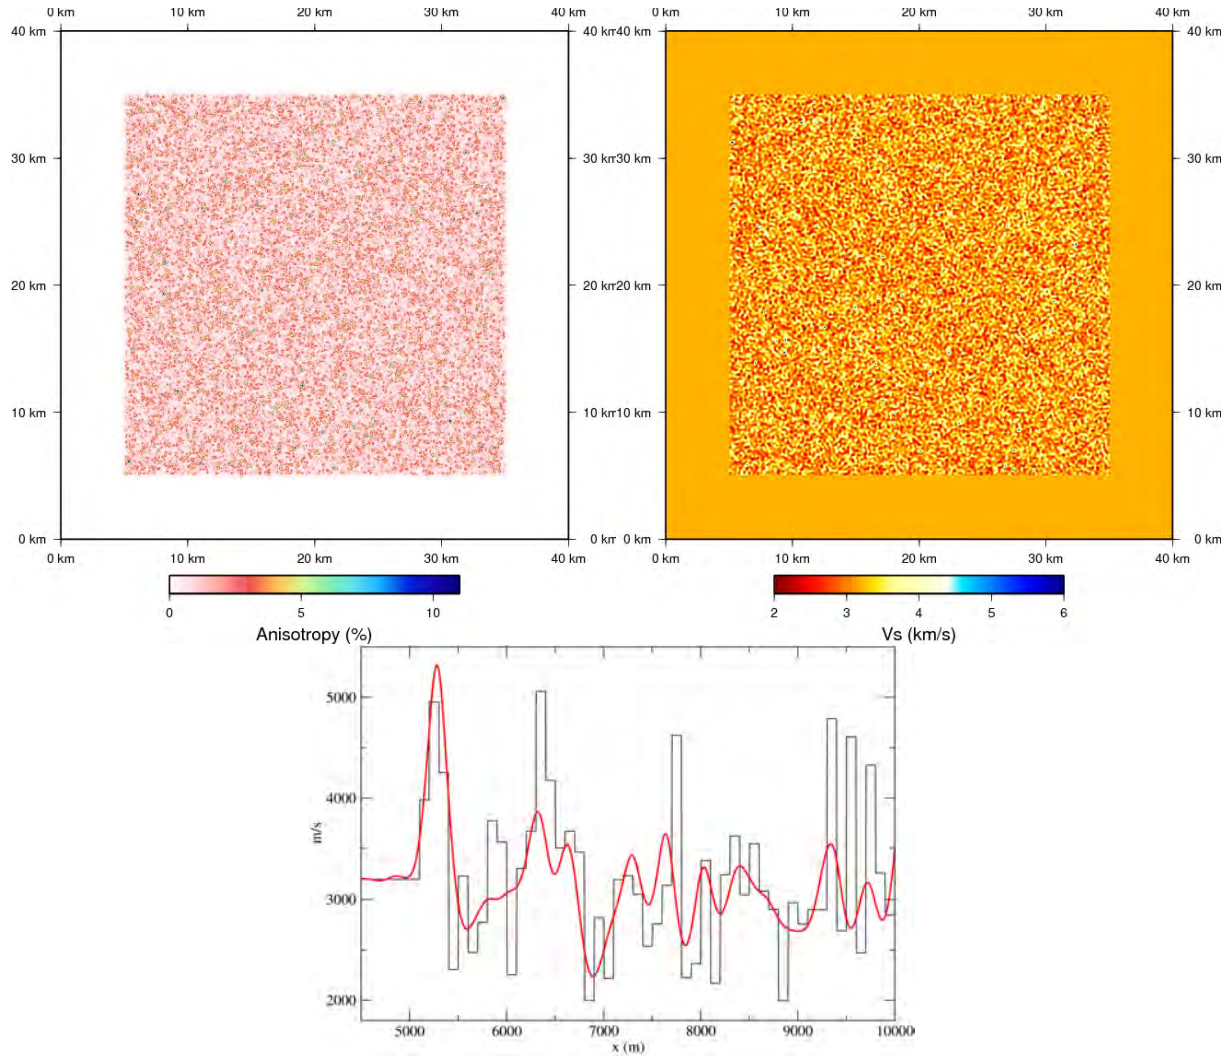 0 km 10 km 20 km 30 km 40 km 0 km 10 km 20 km 30 km 40 km
40 km 40 km 40 km 40 km
30 km 30 km 30 km 30 km
20 km 20 km 20 km 20 km
10 km 10 km 10 km 10 km
0 km 0 km 0 km
0 km 10 km 20 km 30 km 40 km 0 km 10 km 20 km 30 km 40 km
0 5 10 2 3 4 5 6
Anisotropy (%) Vs (km/s)
5000
4000
m/s
3000
2000
5000 6000 7000 8000 9000 10000
x (m)